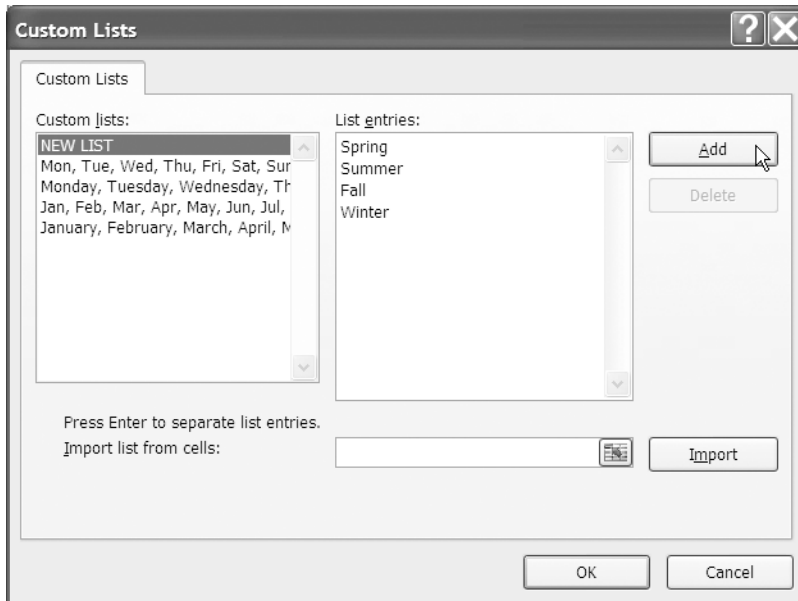 Custom Lists
Custom Lists
Custom lists:
NEW LIST
Mon, Tue, Wed, Thu, Fri, Sat, Sur
Monday, Tuesday, Wednesday, Th
Jan, Feb, Mar, Apr, May, Jun, Jul,
January, February, March, April, M
List entries:
Spring
Summer
Fall
Winter
Add
Delete
Press Enter to separate list entries.
Import list from cells:
Import
OK
Cancel